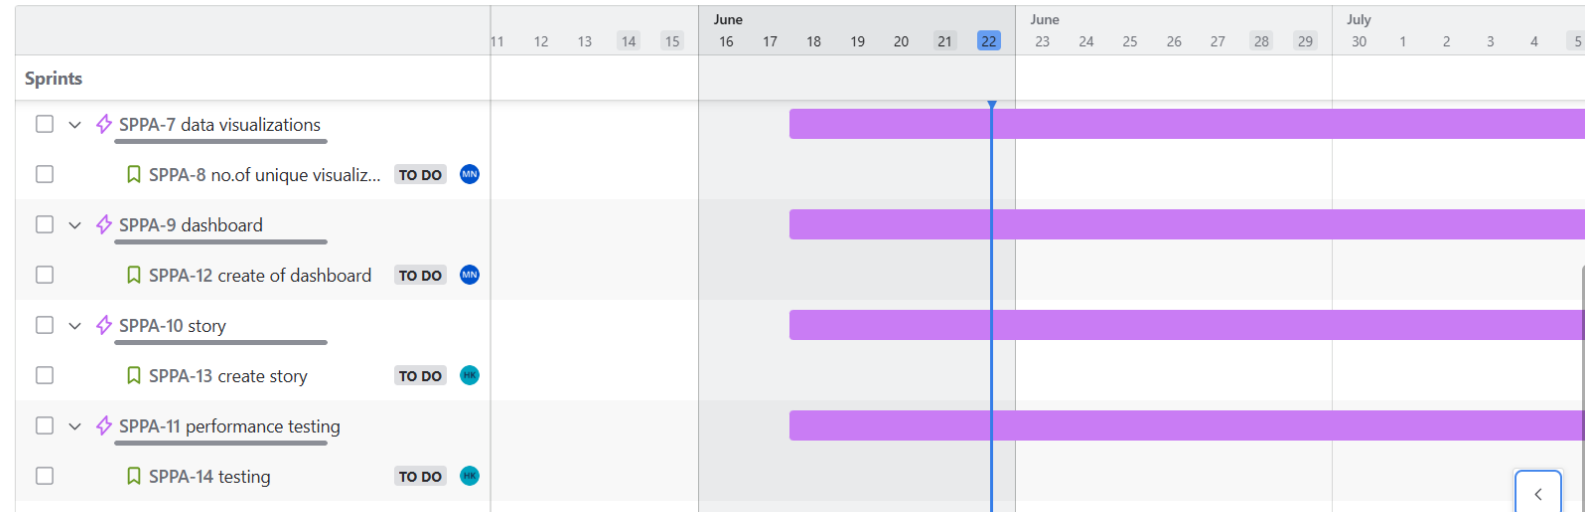 June June July
11 12 13 14 15 16 17 18 19 20 21 22 23 24 25 26 27 28 29 30 1 2 3 4 5
Sprints
SPPA-7 data visualizations
SPPA-8 no.of unique visualiz... TO DO MN
SPPA-9 dashboard
SPPA-12 create of dashboard TO DO MN
SPPA-10 story
SPPA-13 create story TO DO HK
SPPA-11 performance testing
SPPA-14 testing TO DO HK